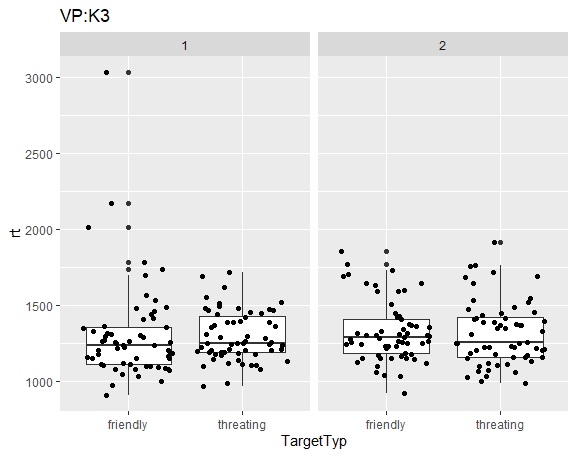 VP:K3
1 2
3000
2500
2000
1500
1000
rt
friendly threating friendly threating
TargetTyp